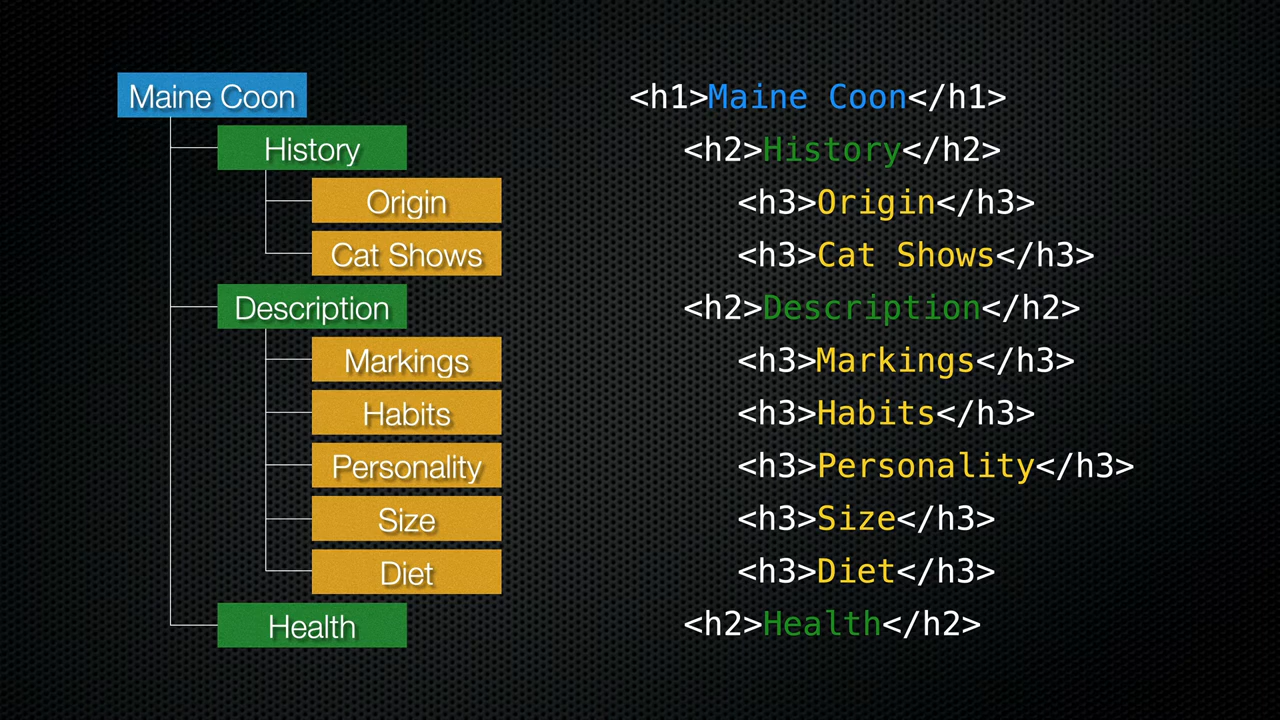 Maine Coon
History
Origin
Cat Shows
Description
Markings
Habits
Personality
Size
Diet
Health
<h1>Maine Coon</h1>
<h2>History</h2>
<h3>Origin</h3>
<h3>Cat Shows</h3>
<h2>Description</h2>
<h3>Markings</h3>
<h3>Habits</h3>
<h3>Personality</h3>
<h3>Size</h3>
<h3>Diet</h3>
<h2>Health</h2>